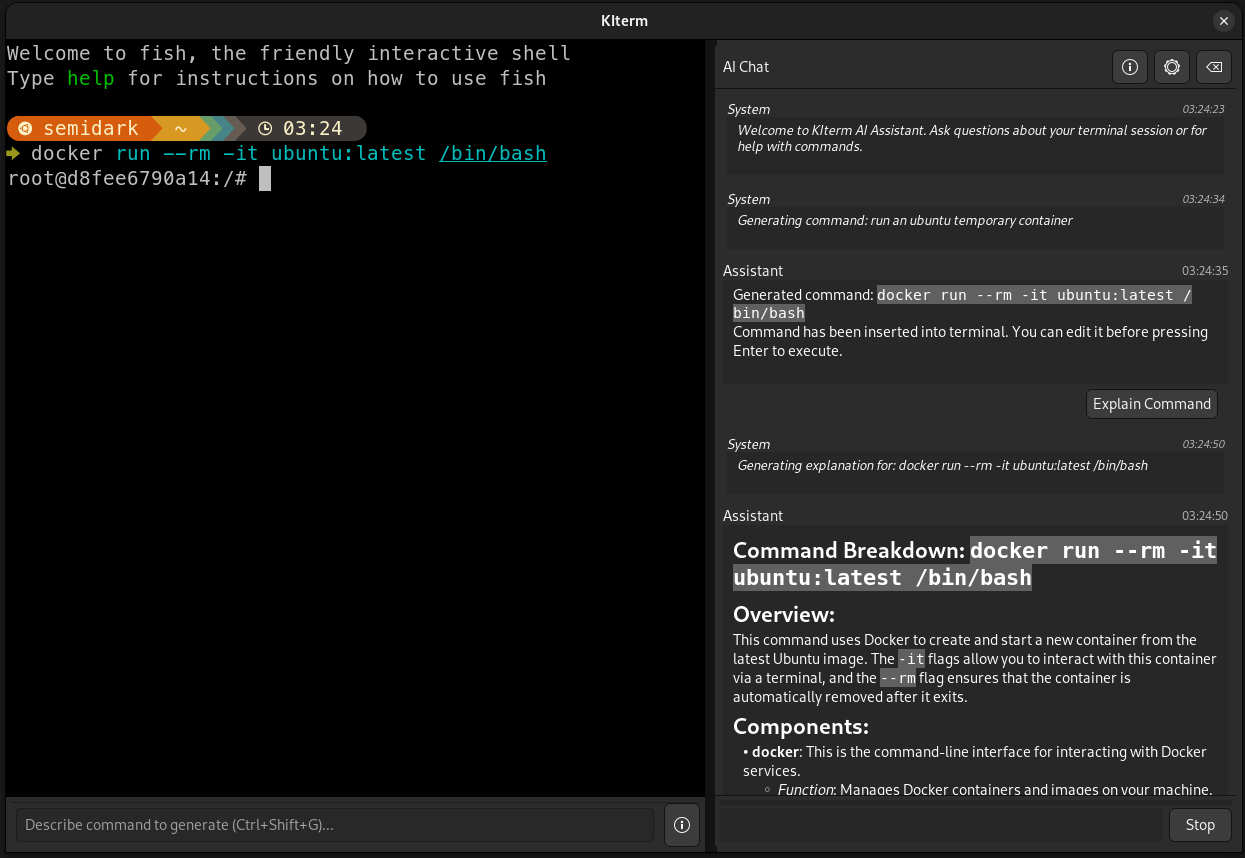 KIterm
Welcome to fish, the friendly interactive shell
Type help for instructions on how to use fish
semidark ~ 03:24
docker run --rm -it ubuntu:latest /bin/bash
root@d8fee6790a14:/#
Describe command to generate (Ctrl+Shift+G)...
AI Chat
System 03:24:23
Welcome to KIterm AI Assistant. Ask questions about your terminal session or for
help with commands.
System 03:24:34
Generating command: run an ubuntu temporary container
Assistant 03:24:35
Generated command: docker run --rm -it ubuntu:latest /
bin/bash
Command has been inserted into terminal. You can edit it before pressing
Enter to execute.
Explain Command
System 03:24:50
Generating explanation for: docker run --rm -it ubuntu:latest /bin/bash
Assistant 03:24:50
Command Breakdown: docker run --rm -it
ubuntu:latest /bin/bash
Overview:
This command uses Docker to create and start a new container from the
latest Ubuntu image. The -it flags allow you to interact with this container
via a terminal, and the --rm flag ensures that the container is
automatically removed after it exits.
Components:
• docker: This is the command-line interface for interacting with Docker
services.
◦ Function: Manages Docker containers and images on your machine.
Stop